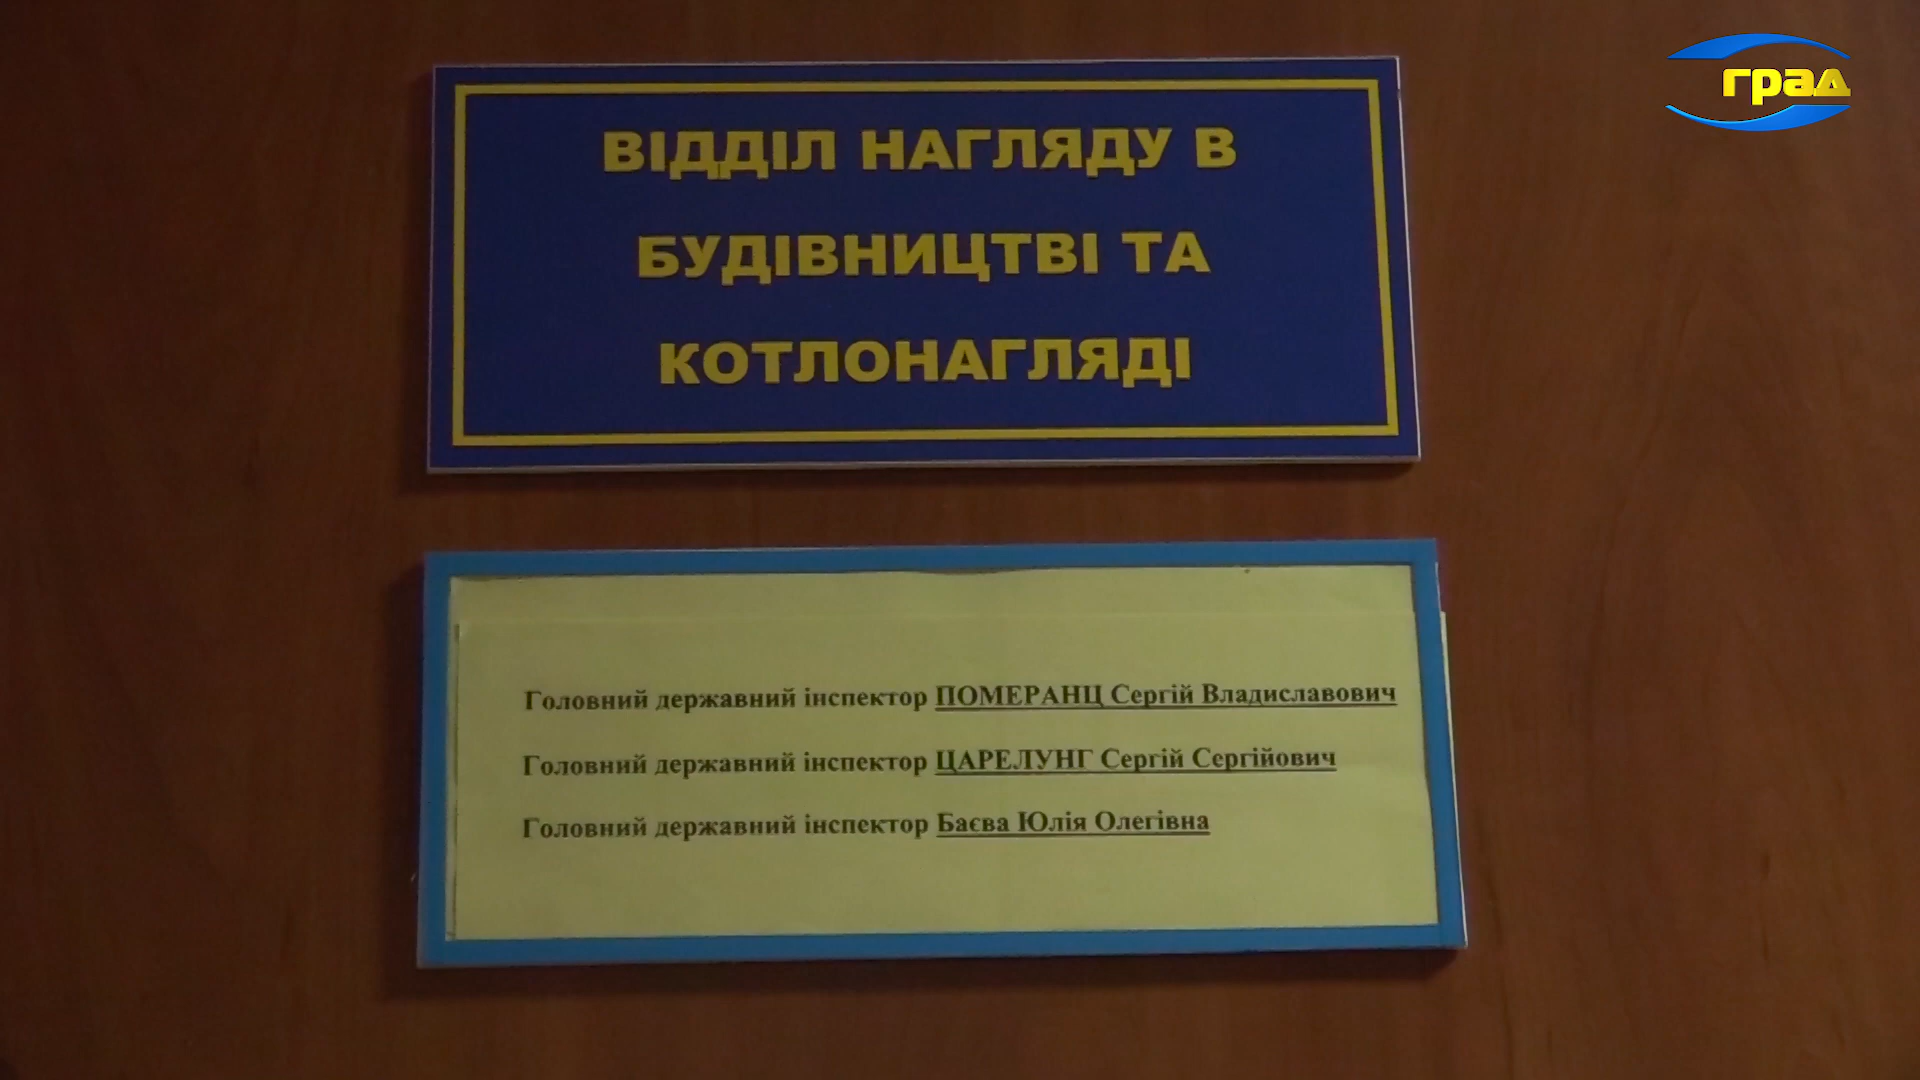 град
ВІДДІЛ НАГЛЯДУ В
БУДІВНИЦТВІ ТА
КОТЛОНАГЛЯДІ
Головний державний інспектор ПОМЕРАНЦ Сергій Владиславович
Головний державний інспектор ЦАРЕЛУНГ Сергій Сергійович
Головний державний інспектор Баєва Юлія Олегівна